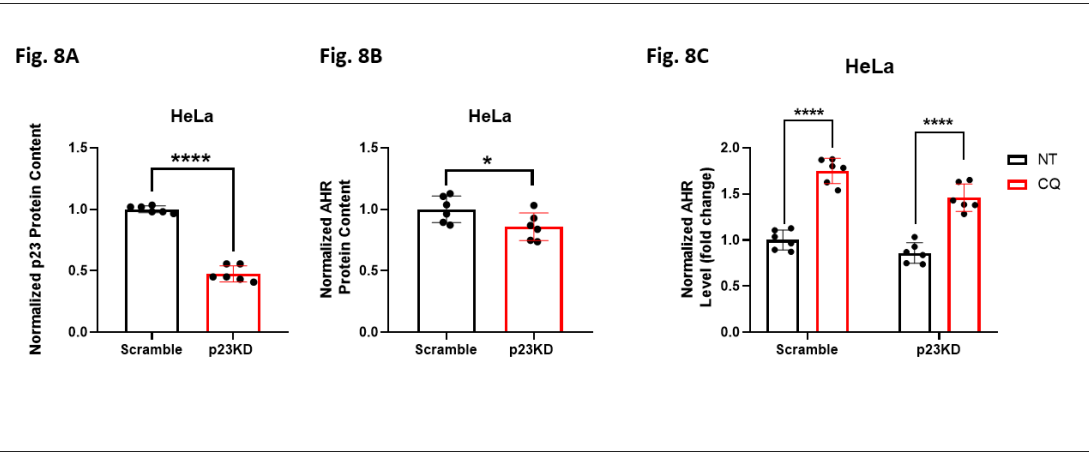 Fig. 8A
HeLa
Normalized p23 Protein Content
1.5
1.0
0.5
0.0
****
Scramble
p23KD
Fig. 8B
HeLa
Normalized AHR
Protein Content
1.5
1.0
0.5
0.0
*
Scramble
p23KD
Fig. 8C
HeLa
Normalized AHR
Level (fold change)
2.0
1.5
1.0
0.5
0.0
****
****
Scramble
p23KD
NT
CQ